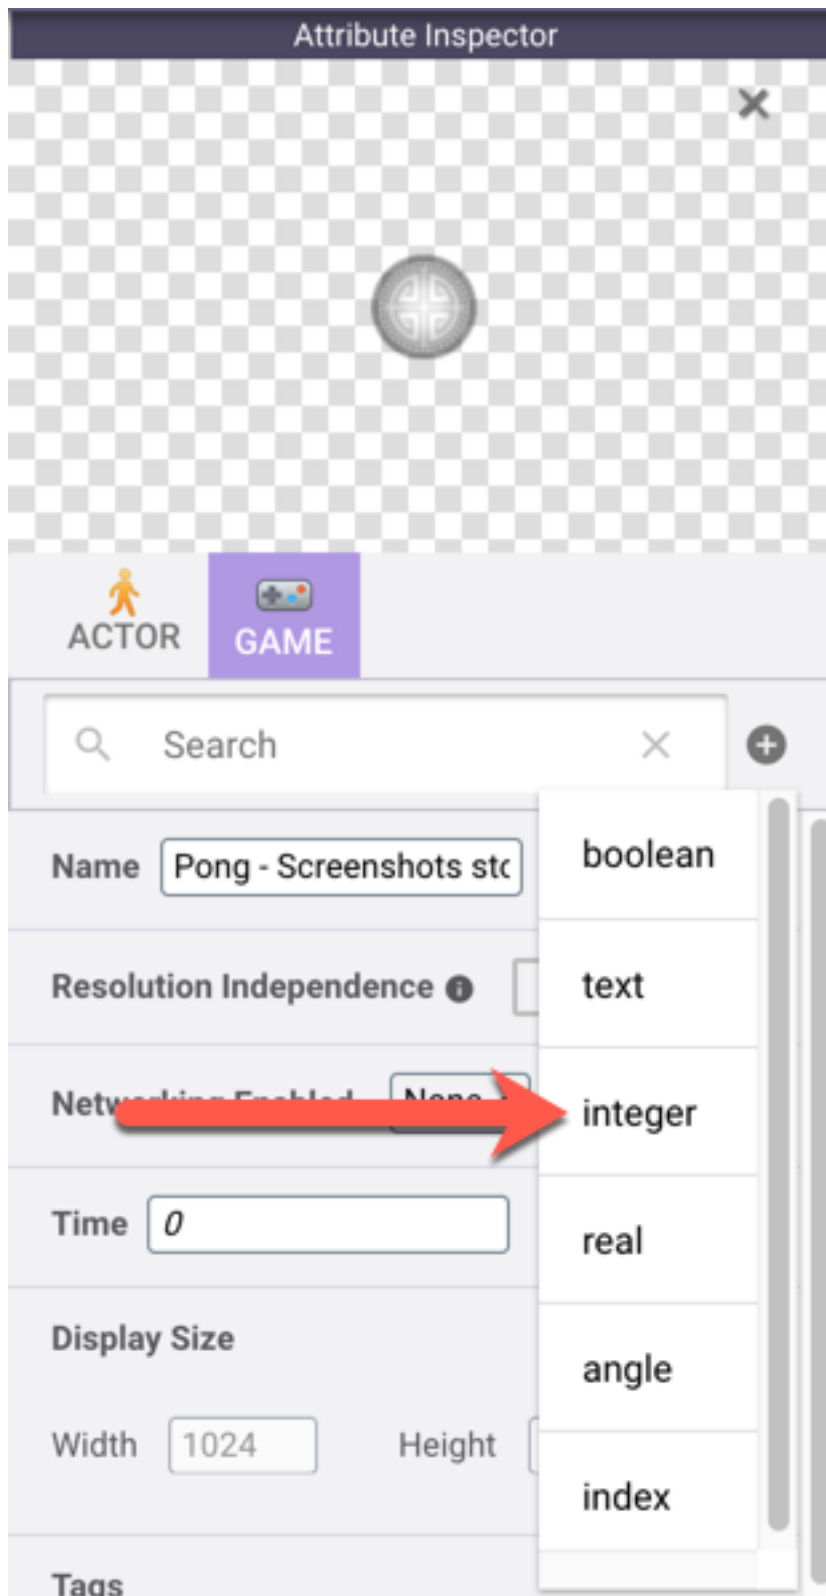 Attribute Inspector
ACTOR
GAME
Search
Name Pong - Screenshots
boolean
Resolution Independence
text
integer
Time 0
real
Display Size
angle
Width 1024 Height
index
Tags